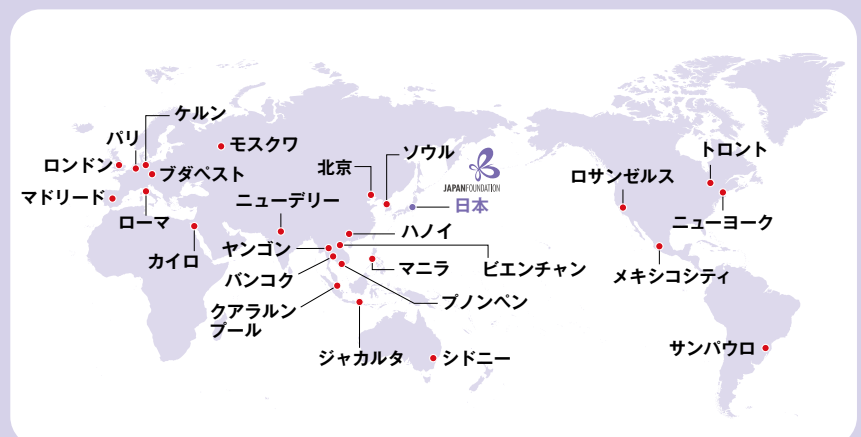 ケルン
パリ
モスクワ
ロンドン
ブダペスト
マドリード
ローマ
カイロ
ニューデリー
北京
ソウル
JAPANFOUNDATION
日本
ハノイ
ヤンゴン
ビエンチャン
バンコク
マニラ
プノンペン
クアラルン
プール
ジャカルタ
シドニー
トロント
ロサンゼルス
ニューヨーク
メキシコシティ
サンパウロ